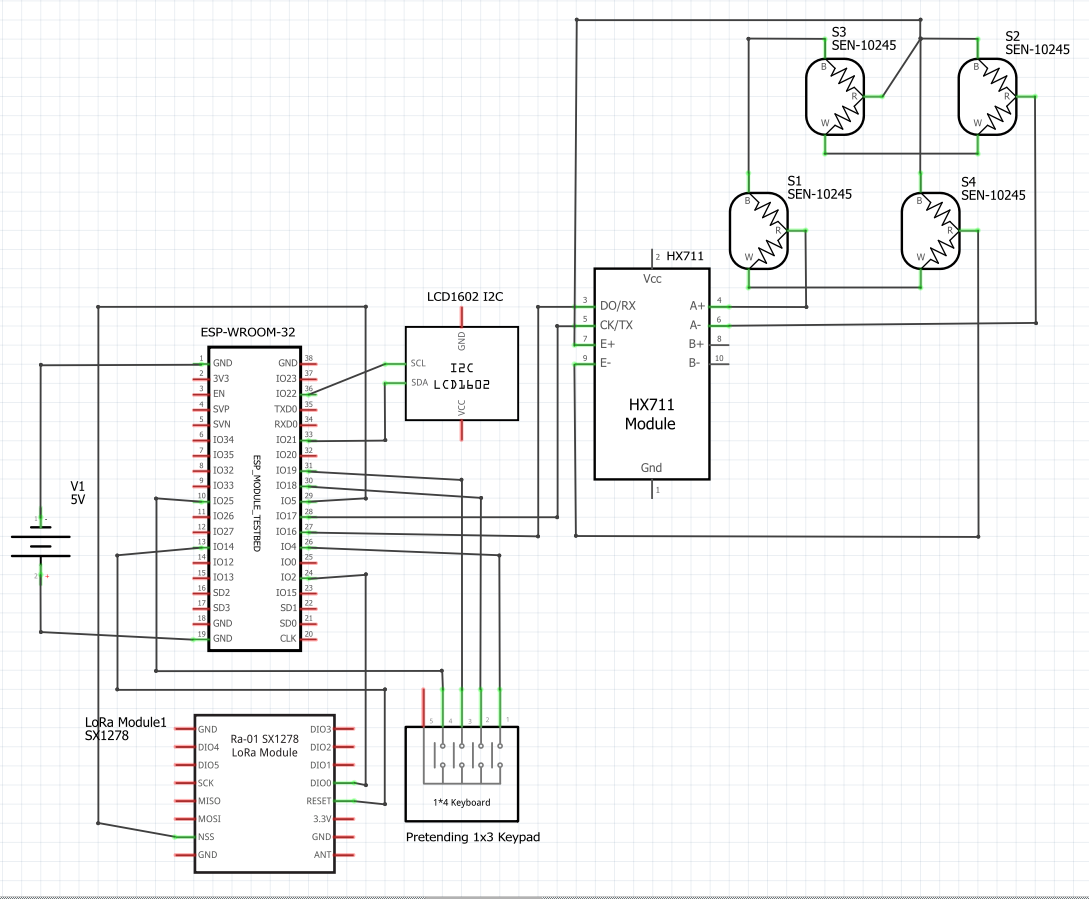 S3
SEN-10245
B
R
W
S2
SEN-10245
B
R
W
S1
SEN-10245
B
R
W
S4
SEN-10245
B
R
W
HX711
2
Vcc
3 DO/RX A+ 4
5 CK/TX A- 6
7 E+ B+ 8
9 E- B- 10
HX711
Module
Gnd
1
LCD1602 I2C
GND
SCL
SDA
I2C
LCD1602
VCC
ESP-WROOM-32
1 GND GND 38
2 3V3 IO23 37
3 EN IO22 36
4 SVP TXD0 35
5 SVN RXD0 34
6 IO34 IO21 33
7 IO35 IO20 32
8 IO32 IO19 31
9 IO33 IO18 30
10 IO25 IO5 29
11 IO26 IO17 28
12 IO27 IO16 27
13 IO14 IO4 26
14 IO12 IO0 25
15 IO13 IO2 24
16 SD2 IO15 23
17 SD3 SD1 22
18 GND SD0 21
19 GND CLK 20
ESP_MODULE_TESTBED
V1
5V
1 -
2 +
LoRa Module1
SX1278
Ra-01 SX1278
LoRa Module
GND DIO3
DIO4 DIO2
DIO5 DIO1
SCK DIO0
MISO RESET
MOSI 3.3V
NSS GND
GND ANT
5 4 3 2 1
1*4 Keyboard
Pretending 1x3 Keypad